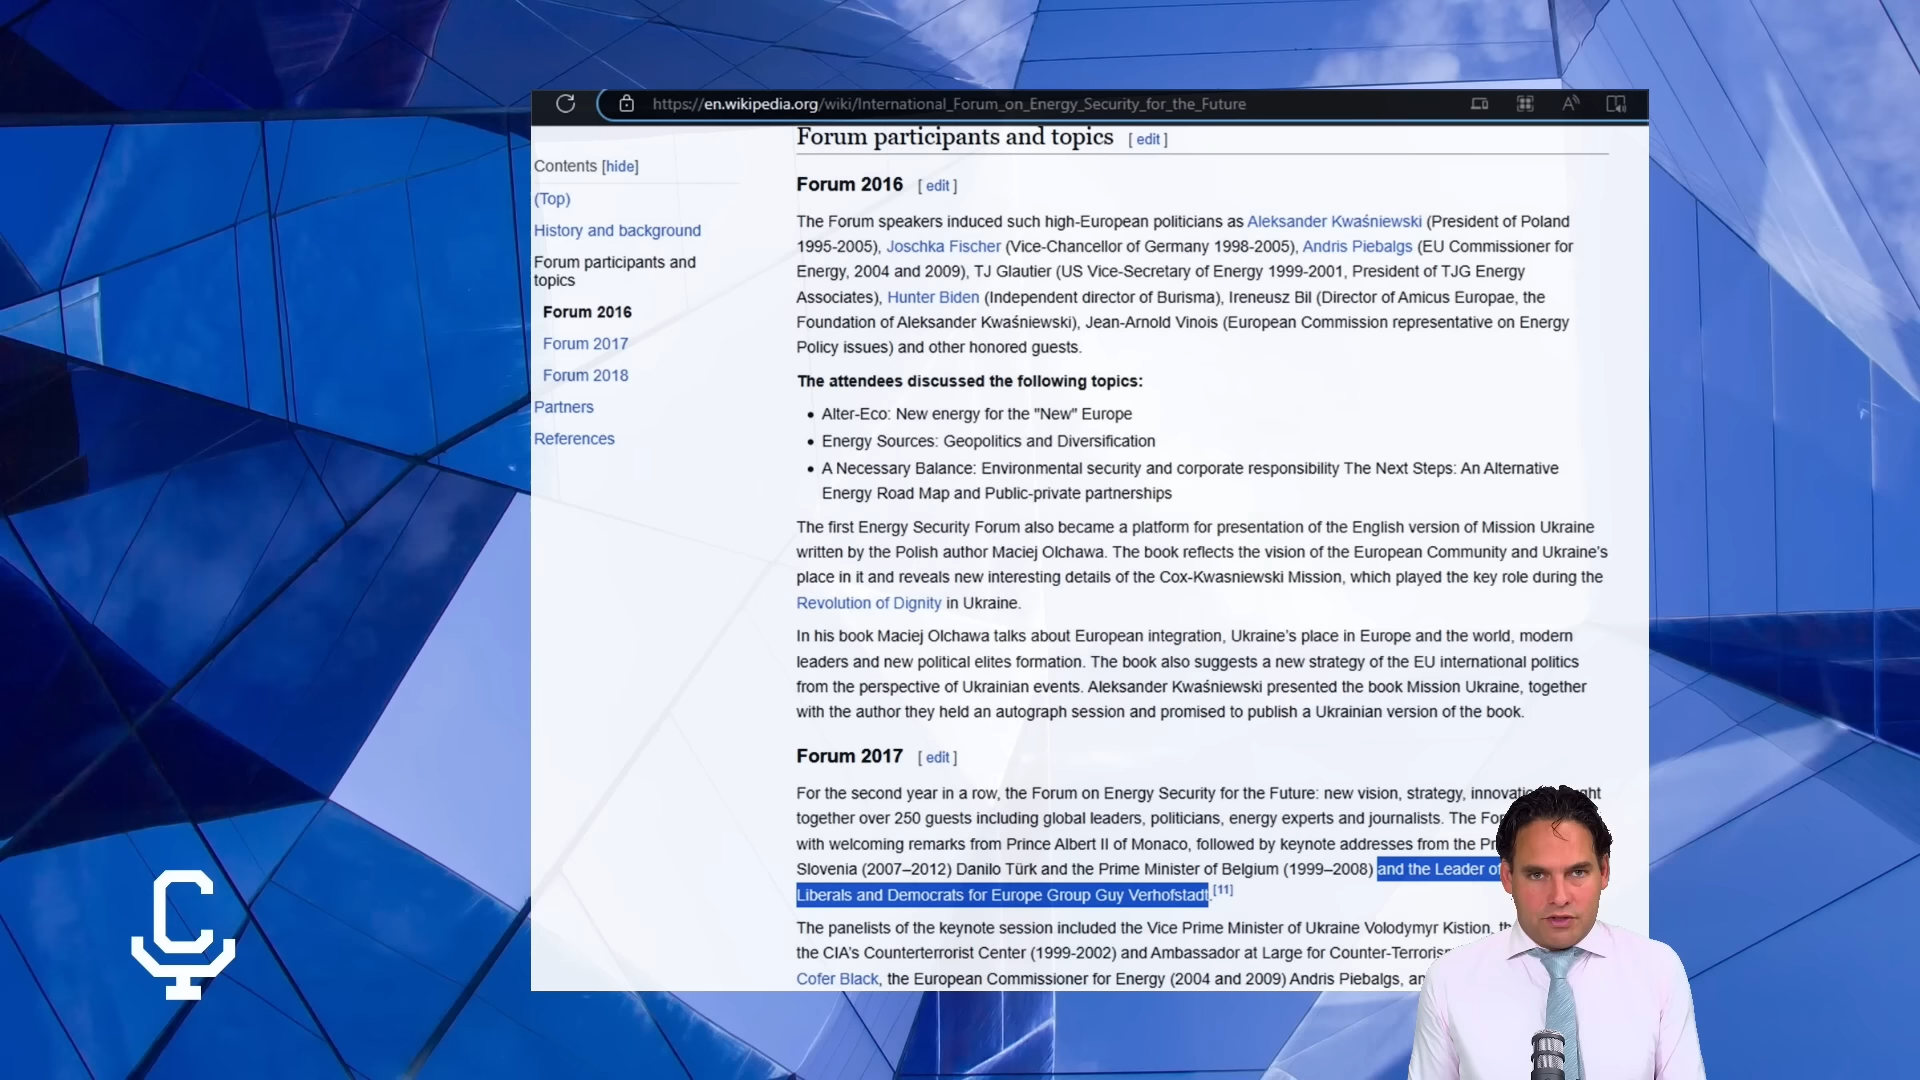 https://en.wikipedia.org/wiki/International_Forum_on_Energy_Security_for_the_Future
Contents [hide]
(Top)
History and background
Forum participants and
topics
Forum 2016
Forum 2017
Forum 2018
Partners
References
Forum participants and topics [ edit ]
Forum 2016 [ edit ]
The Forum speakers induced such high-European politicians as Aleksander Kwaśniewski (President of Poland
1995-2005), Joschka Fischer (Vice-Chancellor of Germany 1998-2005), Andris Piebalgs (EU Commissioner for
Energy, 2004 and 2009), TJ Glautier (US Vice-Secretary of Energy 1999-2001, President of TJG Energy
Associates), Hunter Biden (Independent director of Burisma), Ireneusz Bil (Director of Amicus Europae, the
Foundation of Aleksander Kwaśniewski), Jean-Arnold Vinois (European Commission representative on Energy
Policy issues) and other honored guests.
The attendees discussed the following topics:
• Alter-Eco: New energy for the "New" Europe
• Energy Sources: Geopolitics and Diversification
• A Necessary Balance: Environmental security and corporate responsibility The Next Steps: An Alternative
Energy Road Map and Public-private partnerships
The first Energy Security Forum also became a platform for presentation of the English version of Mission Ukraine
written by the Polish author Maciej Olchawa. The book reflects the vision of the European Community and Ukraine's
place in it and reveals new interesting details of the Cox-Kwasniewski Mission, which played the key role during the
Revolution of Dignity in Ukraine.
In his book Maciej Olchawa talks about European integration, Ukraine's place in Europe and the world, modern
leaders and new political elites formation. The book also suggests a new strategy of the EU international politics
from the perspective of Ukrainian events. Aleksander Kwaśniewski presented the book Mission Ukraine, together
with the author they held an autograph session and promised to publish a Ukrainian version of the book.
Forum 2017 [ edit ]
For the second year in a row, the Forum on Energy Security for the Future: new vision, strategy,
together over 250 guests including global leaders, politicians, energy experts and journalists. The
with welcoming remarks from Prince Albert II of Monaco, followed by keynote addresses from the
Slovenia (2007–2012) Danilo Türk and the Prime Minister of Belgium (1999–2008) and the Leader of
Liberals and Democrats for Europe Group Guy Verhofstadt.[11]
The panelists of the keynote session included the Vice Prime Minister of Ukraine Volodymyr Kistion,
the CIA's Counterterrorist Center (1999-2002) and Ambassador at Large for
Cofer Black, the European Commissioner for Energy (2004 and 2009) Andris Piebalgs,